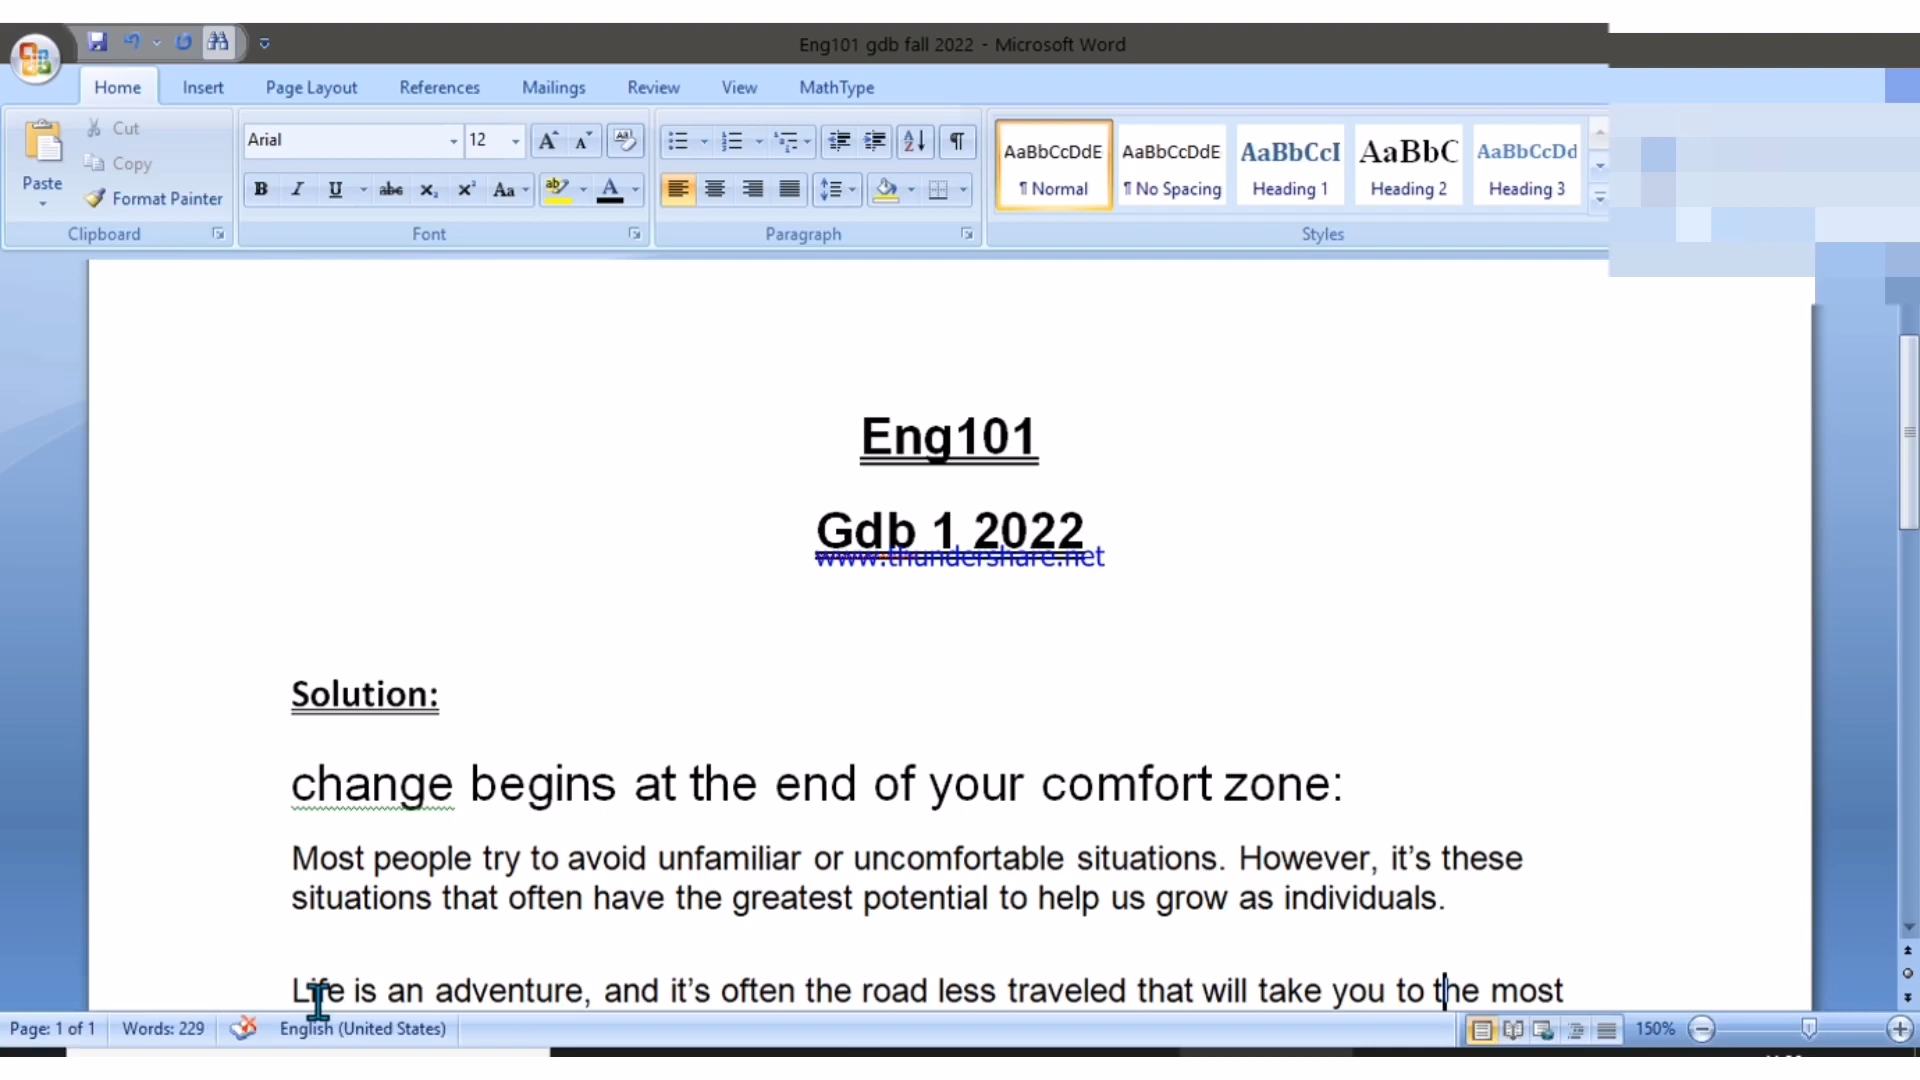 Eng101 gdb fall 2022 - Microsoft Word
Home Insert Page Layout References Mailings Review View MathType
Paste
Cut
Copy
Format Painter
Clipboard
Arial 12
Font
Paragraph
AaBbCcDdE AaBbCcDdE AaBbCcI AaBbC AaBbCcDd
¶ Normal ¶ No Spacing Heading 1 Heading 2 Heading 3
Styles
Eng101
Gdb 1 2022
www.thundershare.net
Solution:
change begins at the end of your comfort zone:
Most people try to avoid unfamiliar or uncomfortable situations. However, it’s these
situations that often have the greatest potential to help us grow as individuals.
Life is an adventure, and it’s often the road less traveled that will take you to the most
Page: 1 of 1 Words: 229 English (United States) 150%